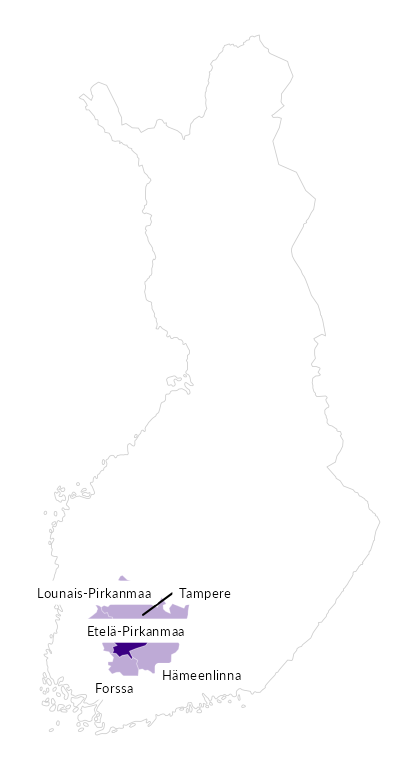 Lounais-Pirkanmaa
Tampere
Etelä-Pirkanmaa
Hämeenlinna
Forssa